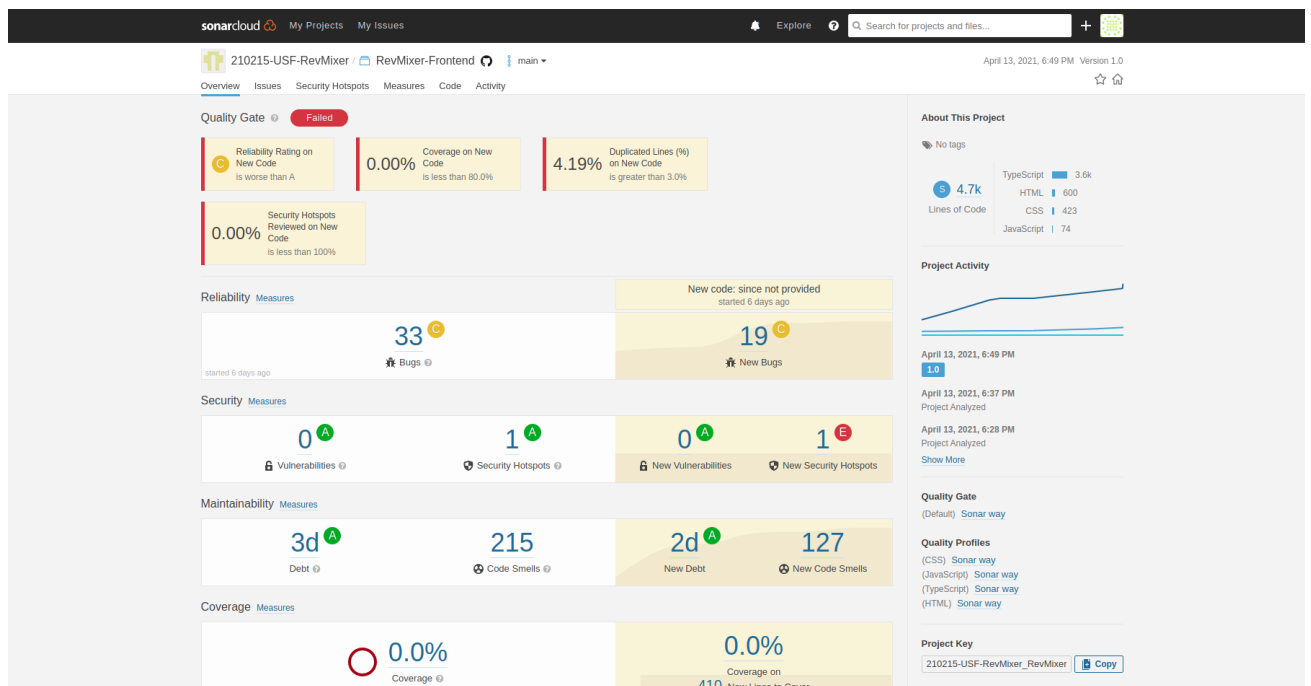 sonarcloud My Projects My Issues Explore Search for projects and files...
210215-USF-RevMixer / RevMixer-Frontend main
April 13, 2021, 6:49 PM Version 1.0
Overview Issues Security Hotspots Measures Code Activity
Quality Gate Failed
C Reliability Rating on
New Code
is worse than A
0.00% Coverage on New
Code
is less than 80.0%
4.19% Duplicated Lines (%)
on New Code
is greater than 3.0%
0.00% Security Hotspots
Reviewed on New
Code
is less than 100%
Reliability Measures
New code: since not provided
started 6 days ago
33 C
Bugs
started 6 days ago
19 C
New Bugs
Security Measures
0 A
Vulnerabilities
1 A
Security Hotspots
0 A
New Vulnerabilities
1 E
New Security Hotspots
Maintainability Measures
3d A
Debt
215
Code Smells
2d A
New Debt
127
New Code Smells
Coverage Measures
0.0%
Coverage
0.0%
Coverage on
410 New Lines to Cover
About This Project
No tags
S 4.7k
Lines of Code
TypeScript 3.6k
HTML 600
CSS 423
JavaScript 74
Project Activity
April 13, 2021, 6:49 PM
1.0
April 13, 2021, 6:37 PM
Project Analyzed
April 13, 2021, 6:28 PM
Project Analyzed
Show More
Quality Gate
(Default) Sonar way
Quality Profiles
(CSS) Sonar way
(JavaScript) Sonar way
(TypeScript) Sonar way
(HTML) Sonar way
Project Key
210215-USF-RevMixer_RevMixer Copy